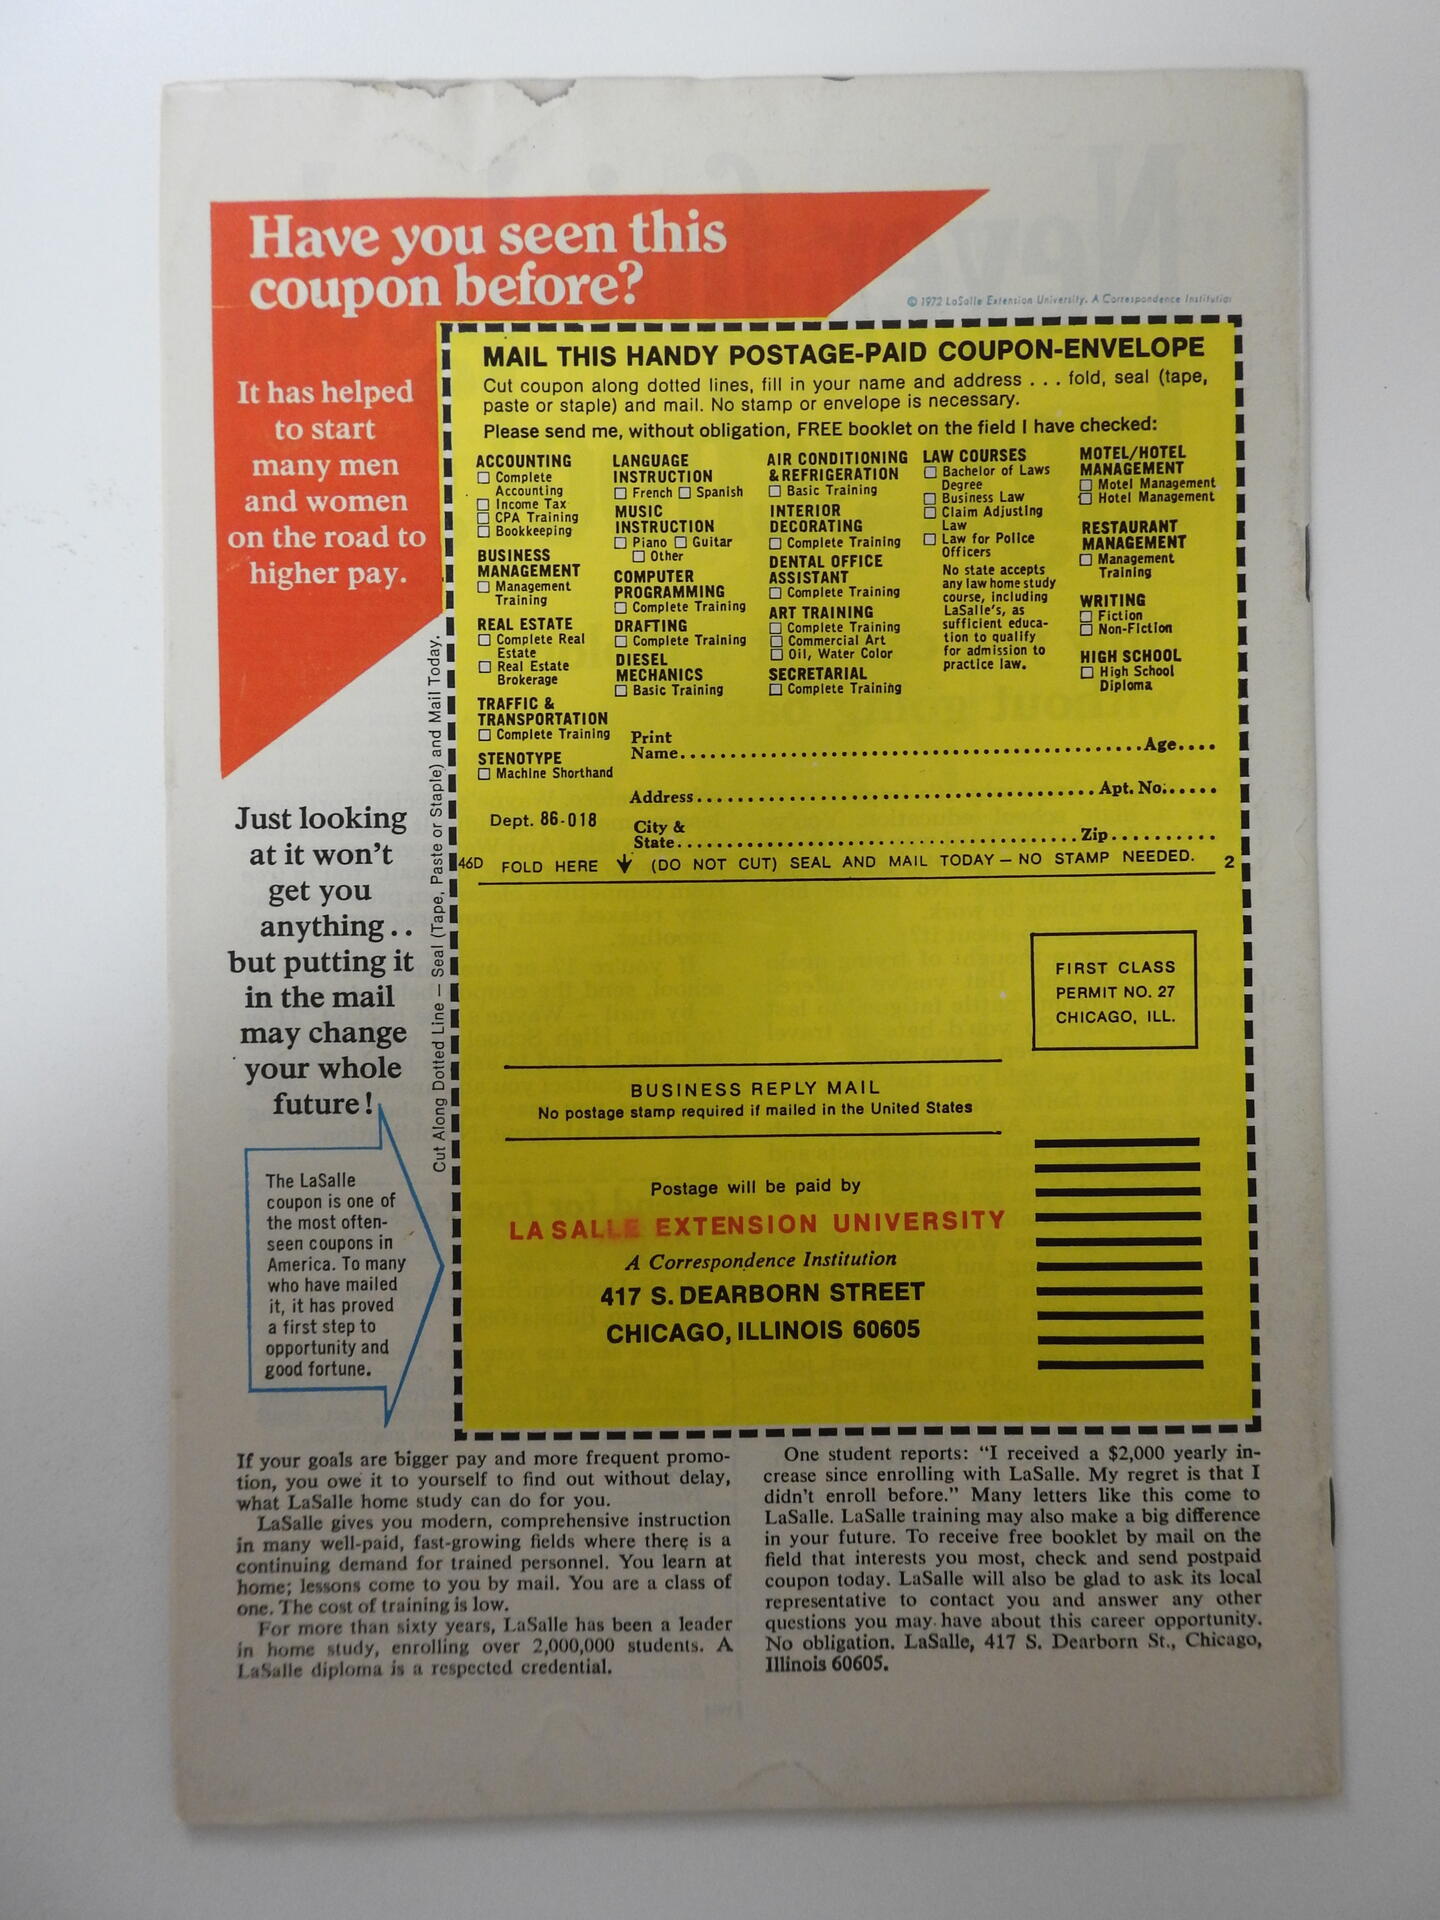 Have you seen this
coupon before?
© 1972 LaSalle Extension University. A Correspondence Institution
It has helped
to start
many men
and women
on the road to
higher pay.
Just looking
at it won't
get you
anything..
but putting it
in the mail
may change
your whole
future!
The LaSalle
coupon is one of
the most often-
seen coupons in
America. To many
who have mailed
it, it has proved
a first step to
opportunity and
good fortune.
Cut Along Dotted Line – Seal (Tape, Paste or Staple) and Mail Today.
MAIL THIS HANDY POSTAGE-PAID COUPON-ENVELOPE
Cut coupon along dotted lines, fill in your name and address . . . fold, seal (tape,
paste or staple) and mail. No stamp or envelope is necessary.
Please send me, without obligation, FREE booklet on the field I have checked:
ACCOUNTING
☐ Complete
Accounting
☐ Income Tax
☐ CPA Training
☐ Bookkeeping
BUSINESS
MANAGEMENT
☐ Management
Training
REAL ESTATE
☐ Complete Real
Estate
☐ Real Estate
Brokerage
TRAFFIC &
TRANSPORTATION
☐ Complete Training
STENOTYPE
☐ Machine Shorthand
LANGUAGE
INSTRUCTION
☐ French ☐ Spanish
MUSIC
INSTRUCTION
☐ Piano ☐ Guitar
☐ Other
COMPUTER
PROGRAMMING
☐ Complete Training
DRAFTING
☐ Complete Training
DIESEL
MECHANICS
☐ Basic Training
AIR CONDITIONING
& REFRIGERATION
☐ Basic Training
INTERIOR
DECORATING
☐ Complete Training
DENTAL OFFICE
ASSISTANT
☐ Complete Training
ART TRAINING
☐ Complete Training
☐ Commercial Art
☐ Oil, Water Color
SECRETARIAL
☐ Complete Training
LAW COURSES
☐ Bachelor of Laws
Degree
☐ Business Law
☐ Claim Adjusting
Law
☐ Law for Police
Officers
No state accepts
any law home study
course, including
LaSalle's, as
sufficient educa-
tion to qualify
for admission to
practice law.
MOTEL/HOTEL
MANAGEMENT
☐ Motel Management
☐ Hotel Management
RESTAURANT
MANAGEMENT
☐ Management
Training
WRITING
☐ Fiction
☐ Non-Fiction
HIGH SCHOOL
☐ High School
Diploma
Print
Name..........Age....
Address..........Apt. No:.....
Dept. 86-018
City &
State..........Zip..........
46D FOLD HERE ↓ (DO NOT CUT) SEAL AND MAIL TODAY — NO STAMP NEEDED. 2
FIRST CLASS
PERMIT NO. 27
CHICAGO, ILL.
BUSINESS REPLY MAIL
No postage stamp required if mailed in the United States
Postage will be paid by
LA SALLE EXTENSION UNIVERSITY
A Correspondence Institution
417 S. DEARBORN STREET
CHICAGO, ILLINOIS 60605
If your goals are bigger pay and more frequent promo-
tion, you owe it to yourself to find out without delay,
what LaSalle home study can do for you.
LaSalle gives you modern, comprehensive instruction
in many well-paid, fast-growing fields where there is a
continuing demand for trained personnel. You learn at
home; lessons come to you by mail. You are a class of
one. The cost of training is low.
For more than sixty years, LaSalle has been a leader
in home study, enrolling over 2,000,000 students. A
LaSalle diploma is a respected credential.
One student reports: "I received a $2,000 yearly in-
crease since enrolling with LaSalle. My regret is that I
didn't enroll before." Many letters like this come to
LaSalle. LaSalle training may also make a big difference
in your future. To receive free booklet by mail on the
field that interests you most, check and send postpaid
coupon today. LaSalle will also be glad to ask its local
representative to contact you and answer any other
questions you may have about this career opportunity.
No obligation. LaSalle, 417 S. Dearborn St., Chicago,
Illinois 60605.